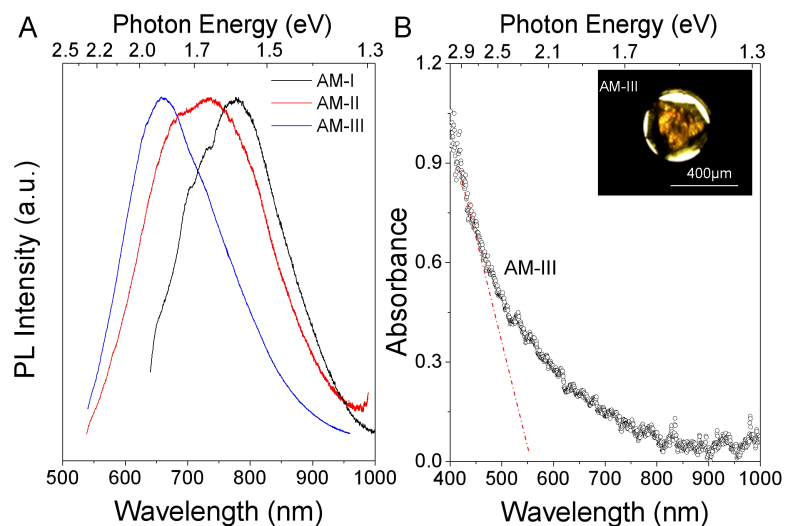 A
Photon Energy (eV)
2.5 2.2 2.0 1.7 1.5 1.3
AM-I
AM-II
AM-III
PL Intensity (a.u.)
500 600 700 800 900 1000
Wavelength (nm)
B
Photon Energy (eV)
2.9 2.5 2.1 1.7 1.3
1.2
0.9
0.6
0.3
0.0
Absorbance
AM-III
400μm
AM-III
400 500 600 700 800 900 1000
Wavelength (nm)